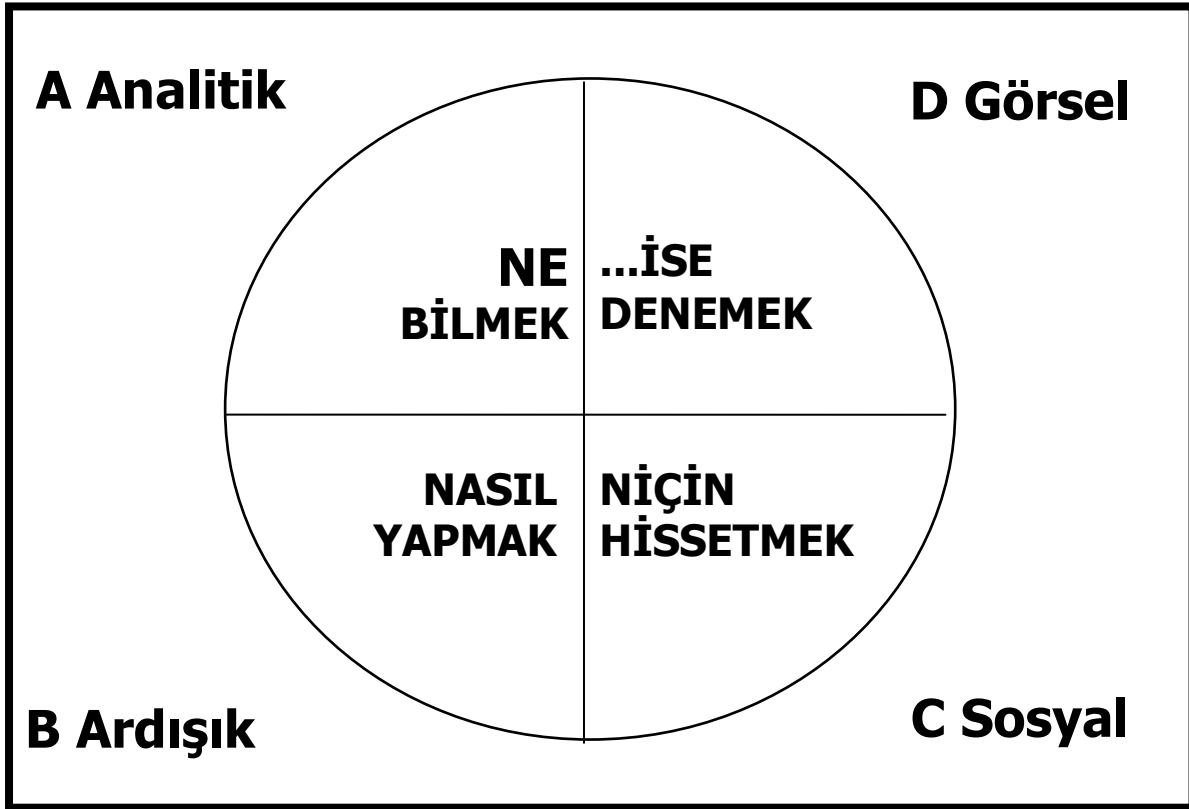 A Analitik
D Görsel
NE
BİLMEK
...İSE
DENEMEK
NASIL
YAPMAK
NİÇİN
HİSSETMEK
B Ardışık
C Sosyal